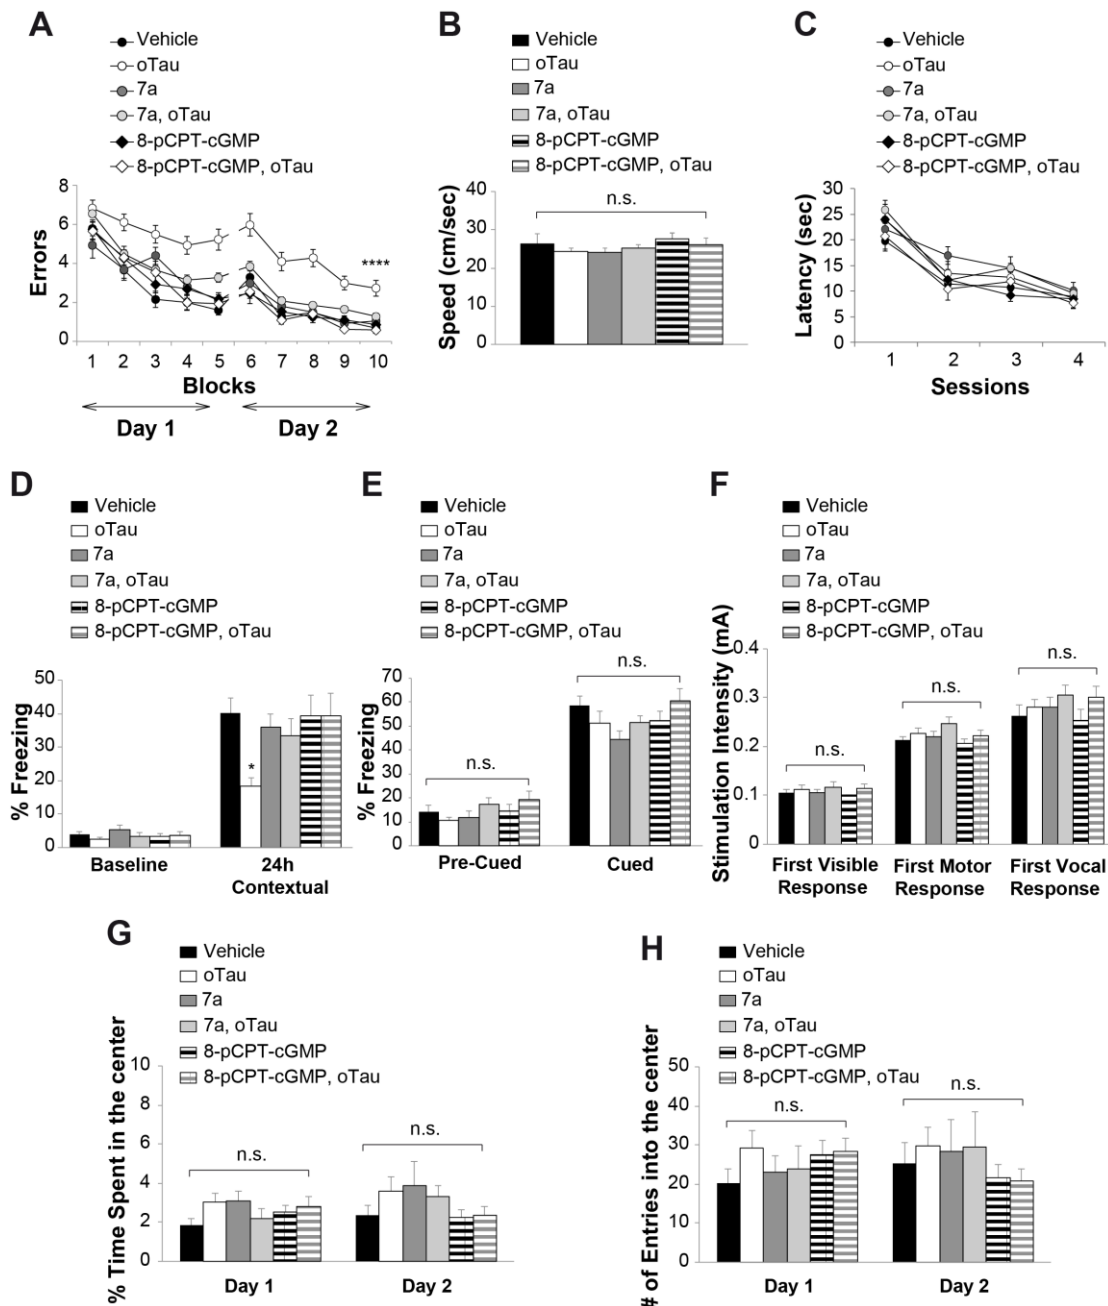 A
Vehicle
oTau
7a
7a, oTau
8-pCPT-cGMP
8-pCPT-cGMP, oTau
Errors
8
6
4
2
0
****
1 2 3 4 5 6 7 8 9 10
Blocks
Day 1 Day 2
B
Vehicle
oTau
7a
7a, oTau
8-pCPT-cGMP
8-pCPT-cGMP, oTau
Speed (cm/sec)
40
30
20
10
0
n.s.
C
Vehicle
oTau
7a
7a, oTau
8-pCPT-cGMP
8-pCPT-cGMP, oTau
Latency (sec)
30
25
20
15
10
5
0
1 2 3 4
Sessions
D
Vehicle
oTau
7a
7a, oTau
8-pCPT-cGMP
8-pCPT-cGMP, oTau
% Freezing
50
40
30
20
10
0
*
Baseline 24h
Contextual
E
Vehicle
oTau
7a
7a, oTau
8-pCPT-cGMP
8-pCPT-cGMP, oTau
% Freezing
70
60
50
40
30
20
10
0
n.s.
n.s.
Pre-Cued Cued
F
Vehicle
oTau
7a
7a, oTau
8-pCPT-cGMP
8-pCPT-cGMP, oTau
Stimulation Intensity (mA)
0.4
0.3
0.2
0.1
0
n.s.
n.s.
n.s.
First Visible First Motor First Vocal
Response Response Response
G
Vehicle
oTau
7a
7a, oTau
8-pCPT-cGMP
8-pCPT-cGMP, oTau
% Time Spent in the center
10
8
6
4
2
0
n.s.
n.s.
Day 1 Day 2
H
Vehicle
oTau
7a
7a, oTau
8-pCPT-cGMP
8-pCPT-cGMP, oTau
# of Entries into the center
50
40
30
20
10
0
n.s.
n.s.
Day 1 Day 2